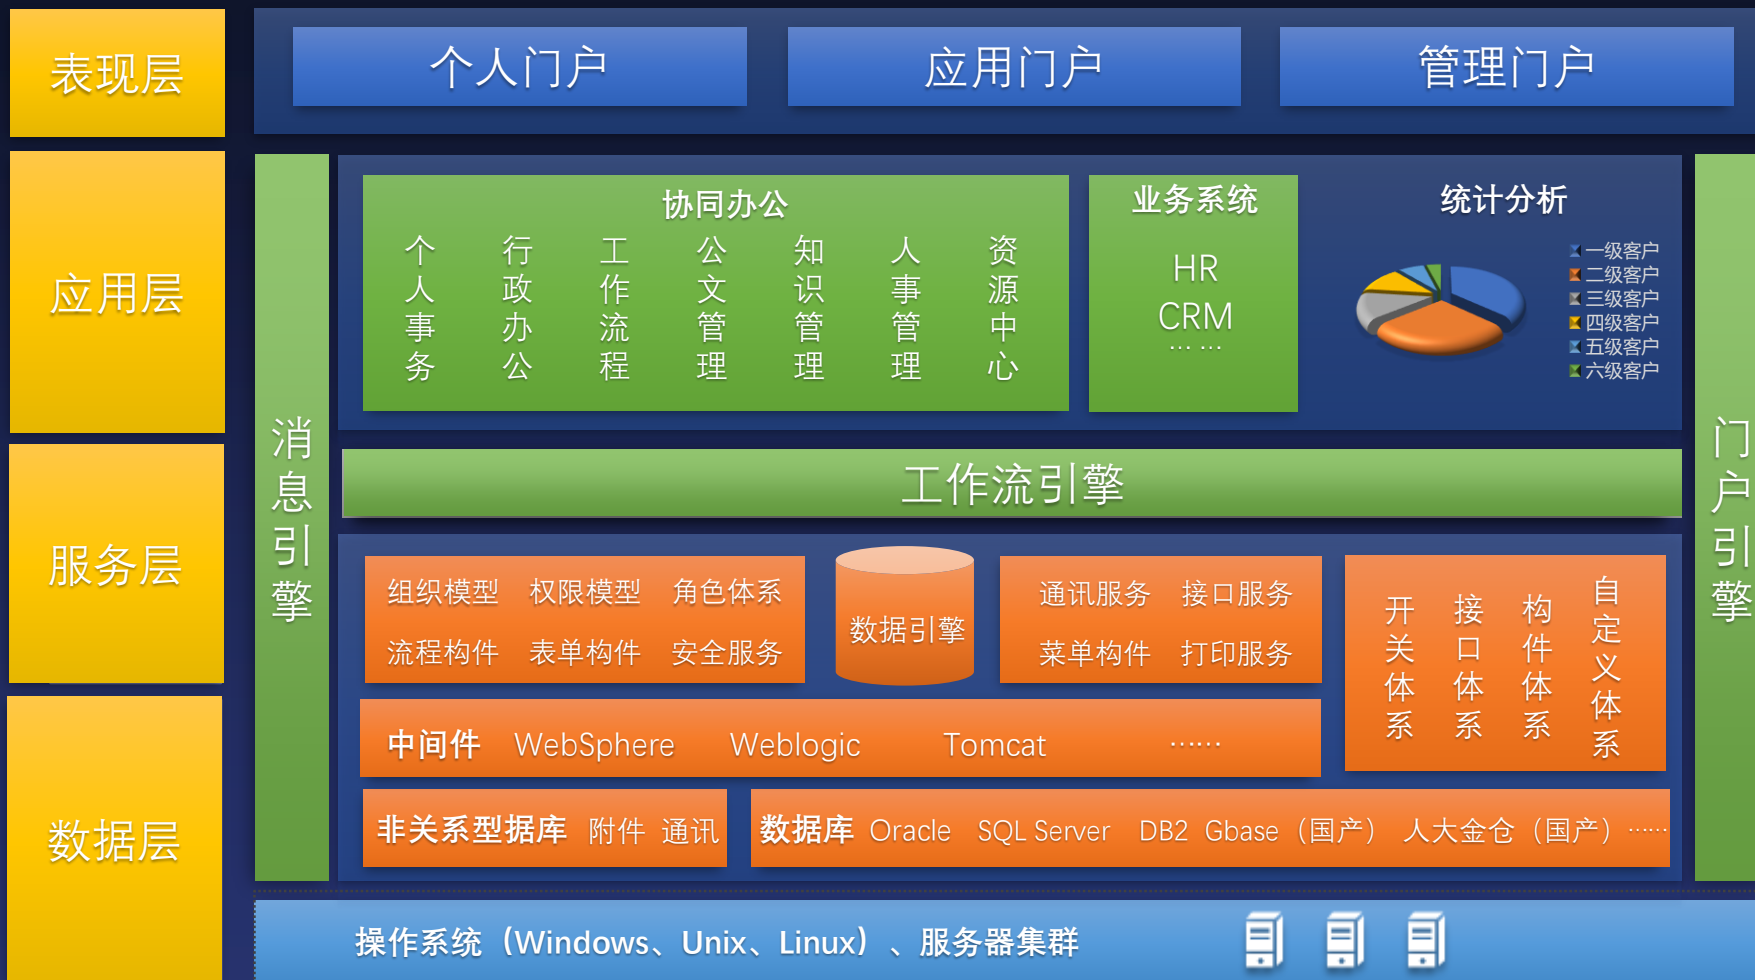 表现层
个人门户
应用门户
管理门户
应用层
协同办公
个人事务
行政办公
工作流程
公文管理
知识管理
人事管理
资源中心
业务系统
HR
CRM
... ...
统计分析
一级客户
二级客户
三级客户
四级客户
五级客户
六级客户
消息引擎
门户引擎
工作流引擎
服务层
组织模型 权限模型 角色体系
流程构件 表单构件 安全服务
数据引擎
通讯服务 接口服务
菜单构件 打印服务
开关体系
接口体系
构件体系
自定义体系
中间件 WebSphere Weblogic Tomcat ……
数据层
非关系型据库 附件 通讯
数据库 Oracle SQL Server DB2 Gbase（国产） 人大金仓（国产）……
操作系统（Windows、Unix、Linux）、服务器集群